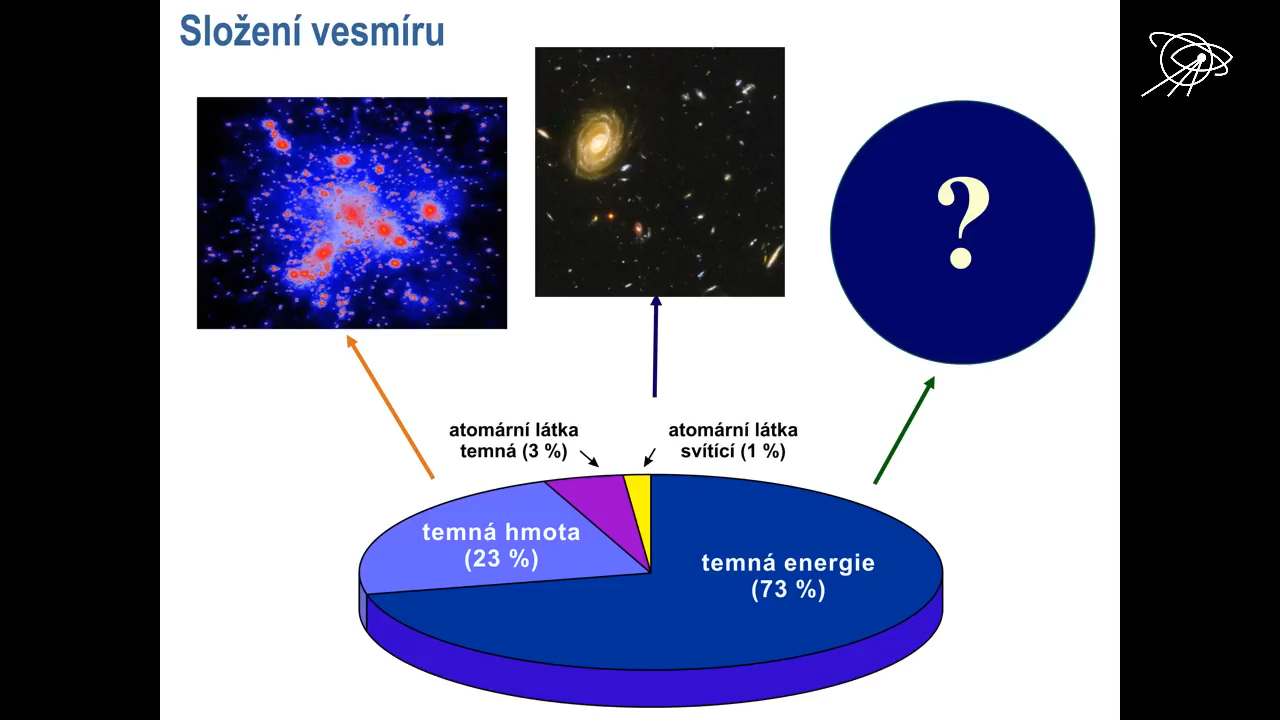 Složení vesmíru
?
atomární látka
temná (3 %)
atomární látka
svítící (1 %)
temná hmota
(23 %)
temná energie
(73 %)